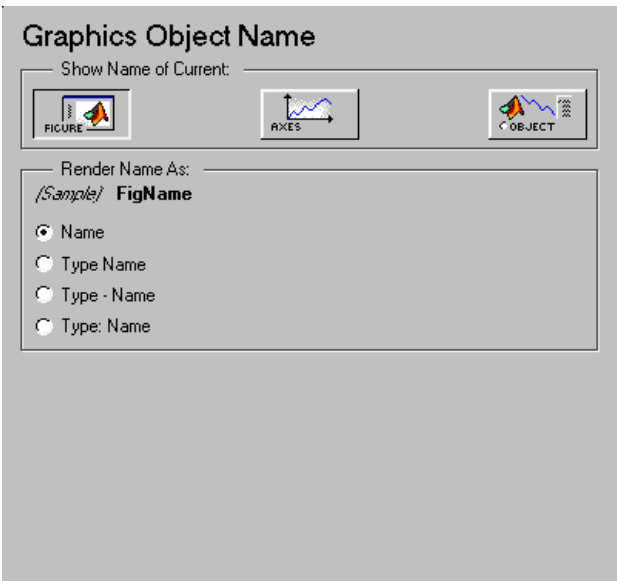 Graphics Object Name
Show Name of Current:
FIGURE AXES OBJECT
Render Name As:
(Sample) FigName
Name
Type Name
Type - Name
Type: Name